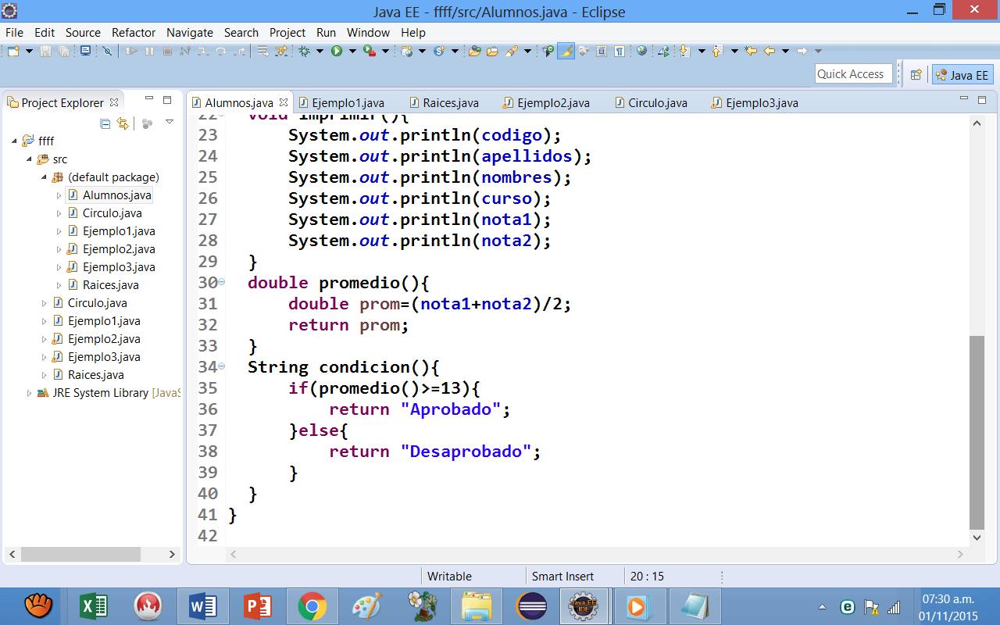 Java EE - ffff/src/Alumnos.java - Eclipse
File Edit Source Refactor Navigate Search Project Run Window Help
Quick Access
Java EE
Project Explorer
Alumnos.java Ejemplo1.java Raices.java Ejemplo2.java Circulo.java Ejemplo3.java
ffff
src
(default package)
Alumnos.java
Circulo.java
Ejemplo1.java
Ejemplo2.java
Ejemplo3.java
Raices.java
Circulo.java
Ejemplo1.java
Ejemplo2.java
Ejemplo3.java
Raices.java
JRE System Library [JavaS
22 void imprimir(){
23 System.out.println(codigo);
24 System.out.println(apellidos);
25 System.out.println(nombres);
26 System.out.println(curso);
27 System.out.println(nota1);
28 System.out.println(nota2);
29 }
30 double promedio(){
31 double prom=(nota1+nota2)/2;
32 return prom;
33 }
34 String condicion(){
35 if(promedio()>=13){
36 return "Aprobado";
37 }else{
38 return "Desaprobado";
39 }
40 }
41 }
42
Writable Smart Insert 20 : 15
Java EE
IDE
07:30 a.m.
01/11/2015